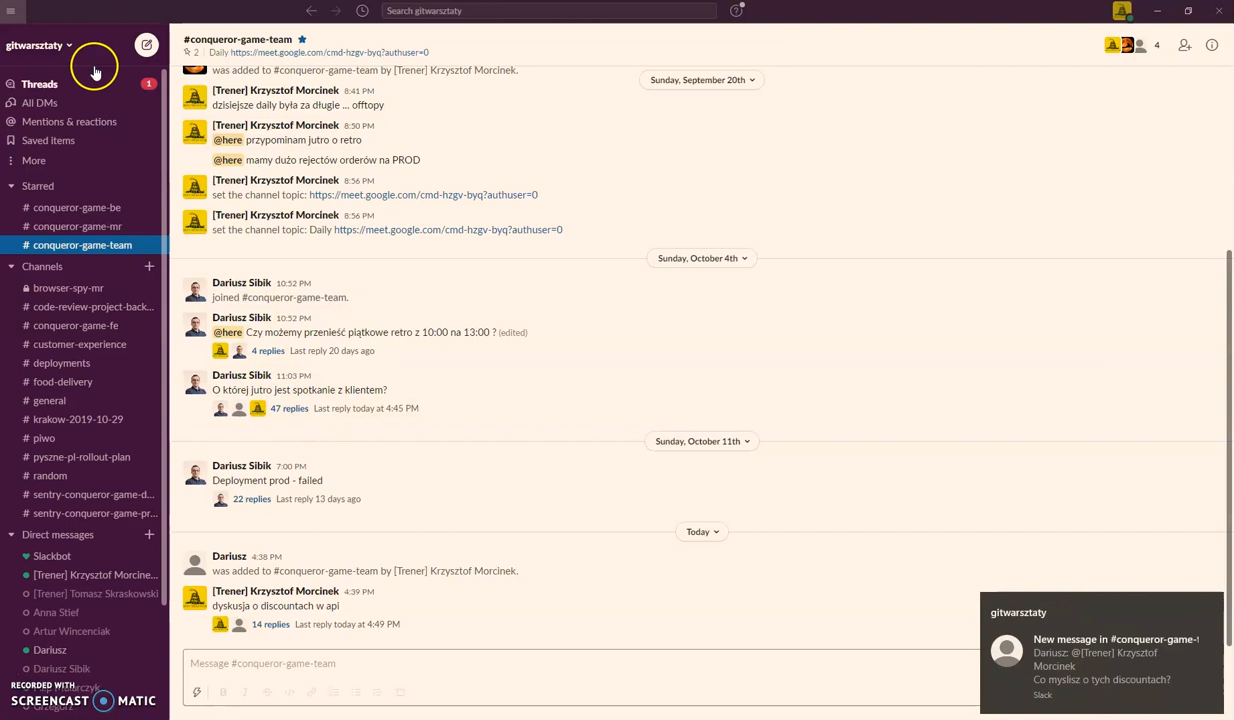 Search gitwarsztaty
gitwarsztaty
Threads
1
All DMs
Mentions & reactions
Saved items
More
Starred
# conqueror-game-be
# conqueror-game-mr
# conqueror-game-team
Channels
browser-spy-mr
# code-review-project-back...
# conqueror-game-fe
# customer-experience
# deployments
# food-delivery
# general
# krakow-2019-10-29
# piwo
# pyszne-pl-rollout-plan
# random
# sentry-conqueror-game-d...
# sentry-conqueror-game-pr...
Direct messages
Slackbot
[Trener] Krzysztof Morcine...
[Trener] Tomasz Skraskowski
Anna Stief
Artur Wincenciak
Dariusz
Dariusz Sibik
Grzegorz
RECORDED WITH
SCREENCAST MATIC
#conqueror-game-team
2 Daily https://meet.google.com/cmd-hzgv-byq?authuser=0
4
was added to #conqueror-game-team by [Trener] Krzysztof Morcinek.
Sunday, September 20th
[Trener] Krzysztof Morcinek 8:41 PM
dzisiejsze daily była za długie ... offtopy
[Trener] Krzysztof Morcinek 8:50 PM
@here przypominam jutro o retro
@here mamy dużo rejectów orderów na PROD
[Trener] Krzysztof Morcinek 8:56 PM
set the channel topic: https://meet.google.com/cmd-hzgv-byq?authuser=0
[Trener] Krzysztof Morcinek 8:56 PM
set the channel topic: Daily https://meet.google.com/cmd-hzgv-byq?authuser=0
Sunday, October 4th
Dariusz Sibik 10:52 PM
joined #conqueror-game-team.
Dariusz Sibik 10:52 PM
@here Czy możemy przenieść piątkowe retro z 10:00 na 13:00 ? (edited)
4 replies Last reply 20 days ago
Dariusz Sibik 11:03 PM
O której jutro jest spotkanie z klientem?
47 replies Last reply today at 4:45 PM
Sunday, October 11th
Dariusz Sibik 7:00 PM
Deployment prod - failed
22 replies Last reply 13 days ago
Today
Dariusz 4:38 PM
was added to #conqueror-game-team by [Trener] Krzysztof Morcinek.
[Trener] Krzysztof Morcinek 4:39 PM
dyskusja o discountach w api
14 replies Last reply today at 4:49 PM
Message #conqueror-game-team
gitwarsztaty
New message in #conqueror-game-t
Dariusz: @[Trener] Krzysztof
Morcinek
Co myslisz o tych discountach?
Slack